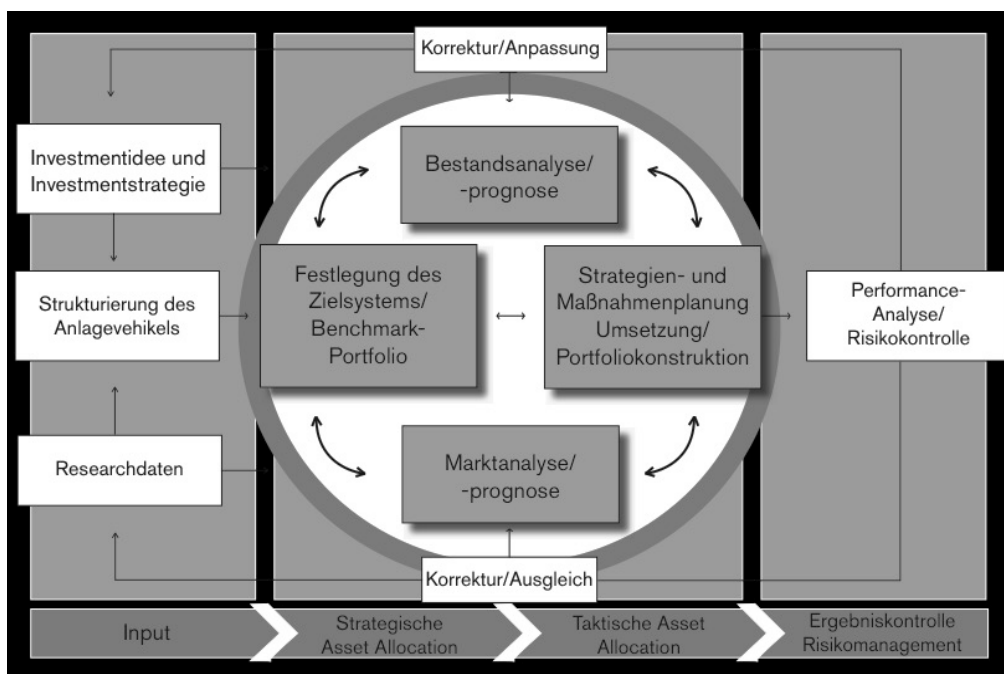 Korrektur/Anpassung
Investmentidee und
Investmentstrategie
Bestandsanalyse/
-prognose
Strukturierung des
Anlagevehikels
Festlegung des
Zielsystems/
Benchmark-
Portfolio
Strategien- und
Maßnahmenplanung
Umsetzung/
Portfoliokonstruktion
Performance-
Analyse/
Risikokontrolle
Researchdaten
Marktanalyse/
-prognose
Korrektur/Ausgleich
Input
Strategische
Asset Allocation
Taktische Asset
Allocation
Ergebniskontrolle
Risikomanagement